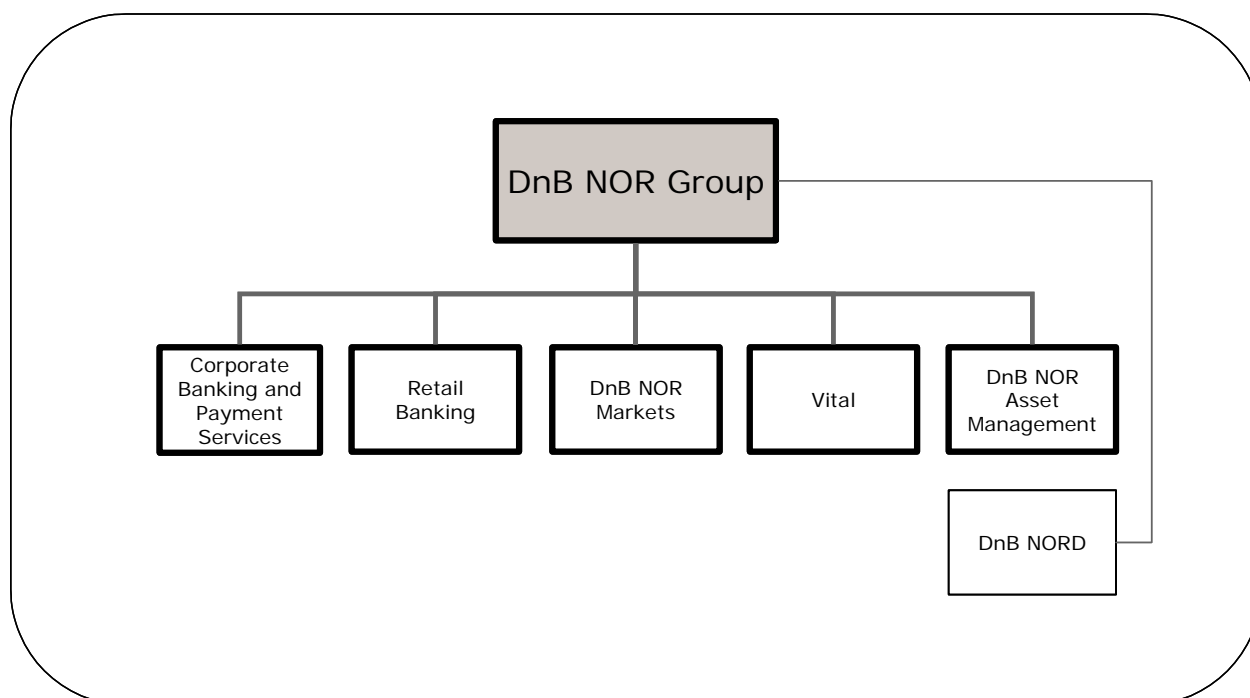 DnB NOR Group
Corporate
Banking and
Payment
Services
Retail
Banking
DnB NOR
Markets
Vital
DnB NOR
Asset
Management
DnB NORD